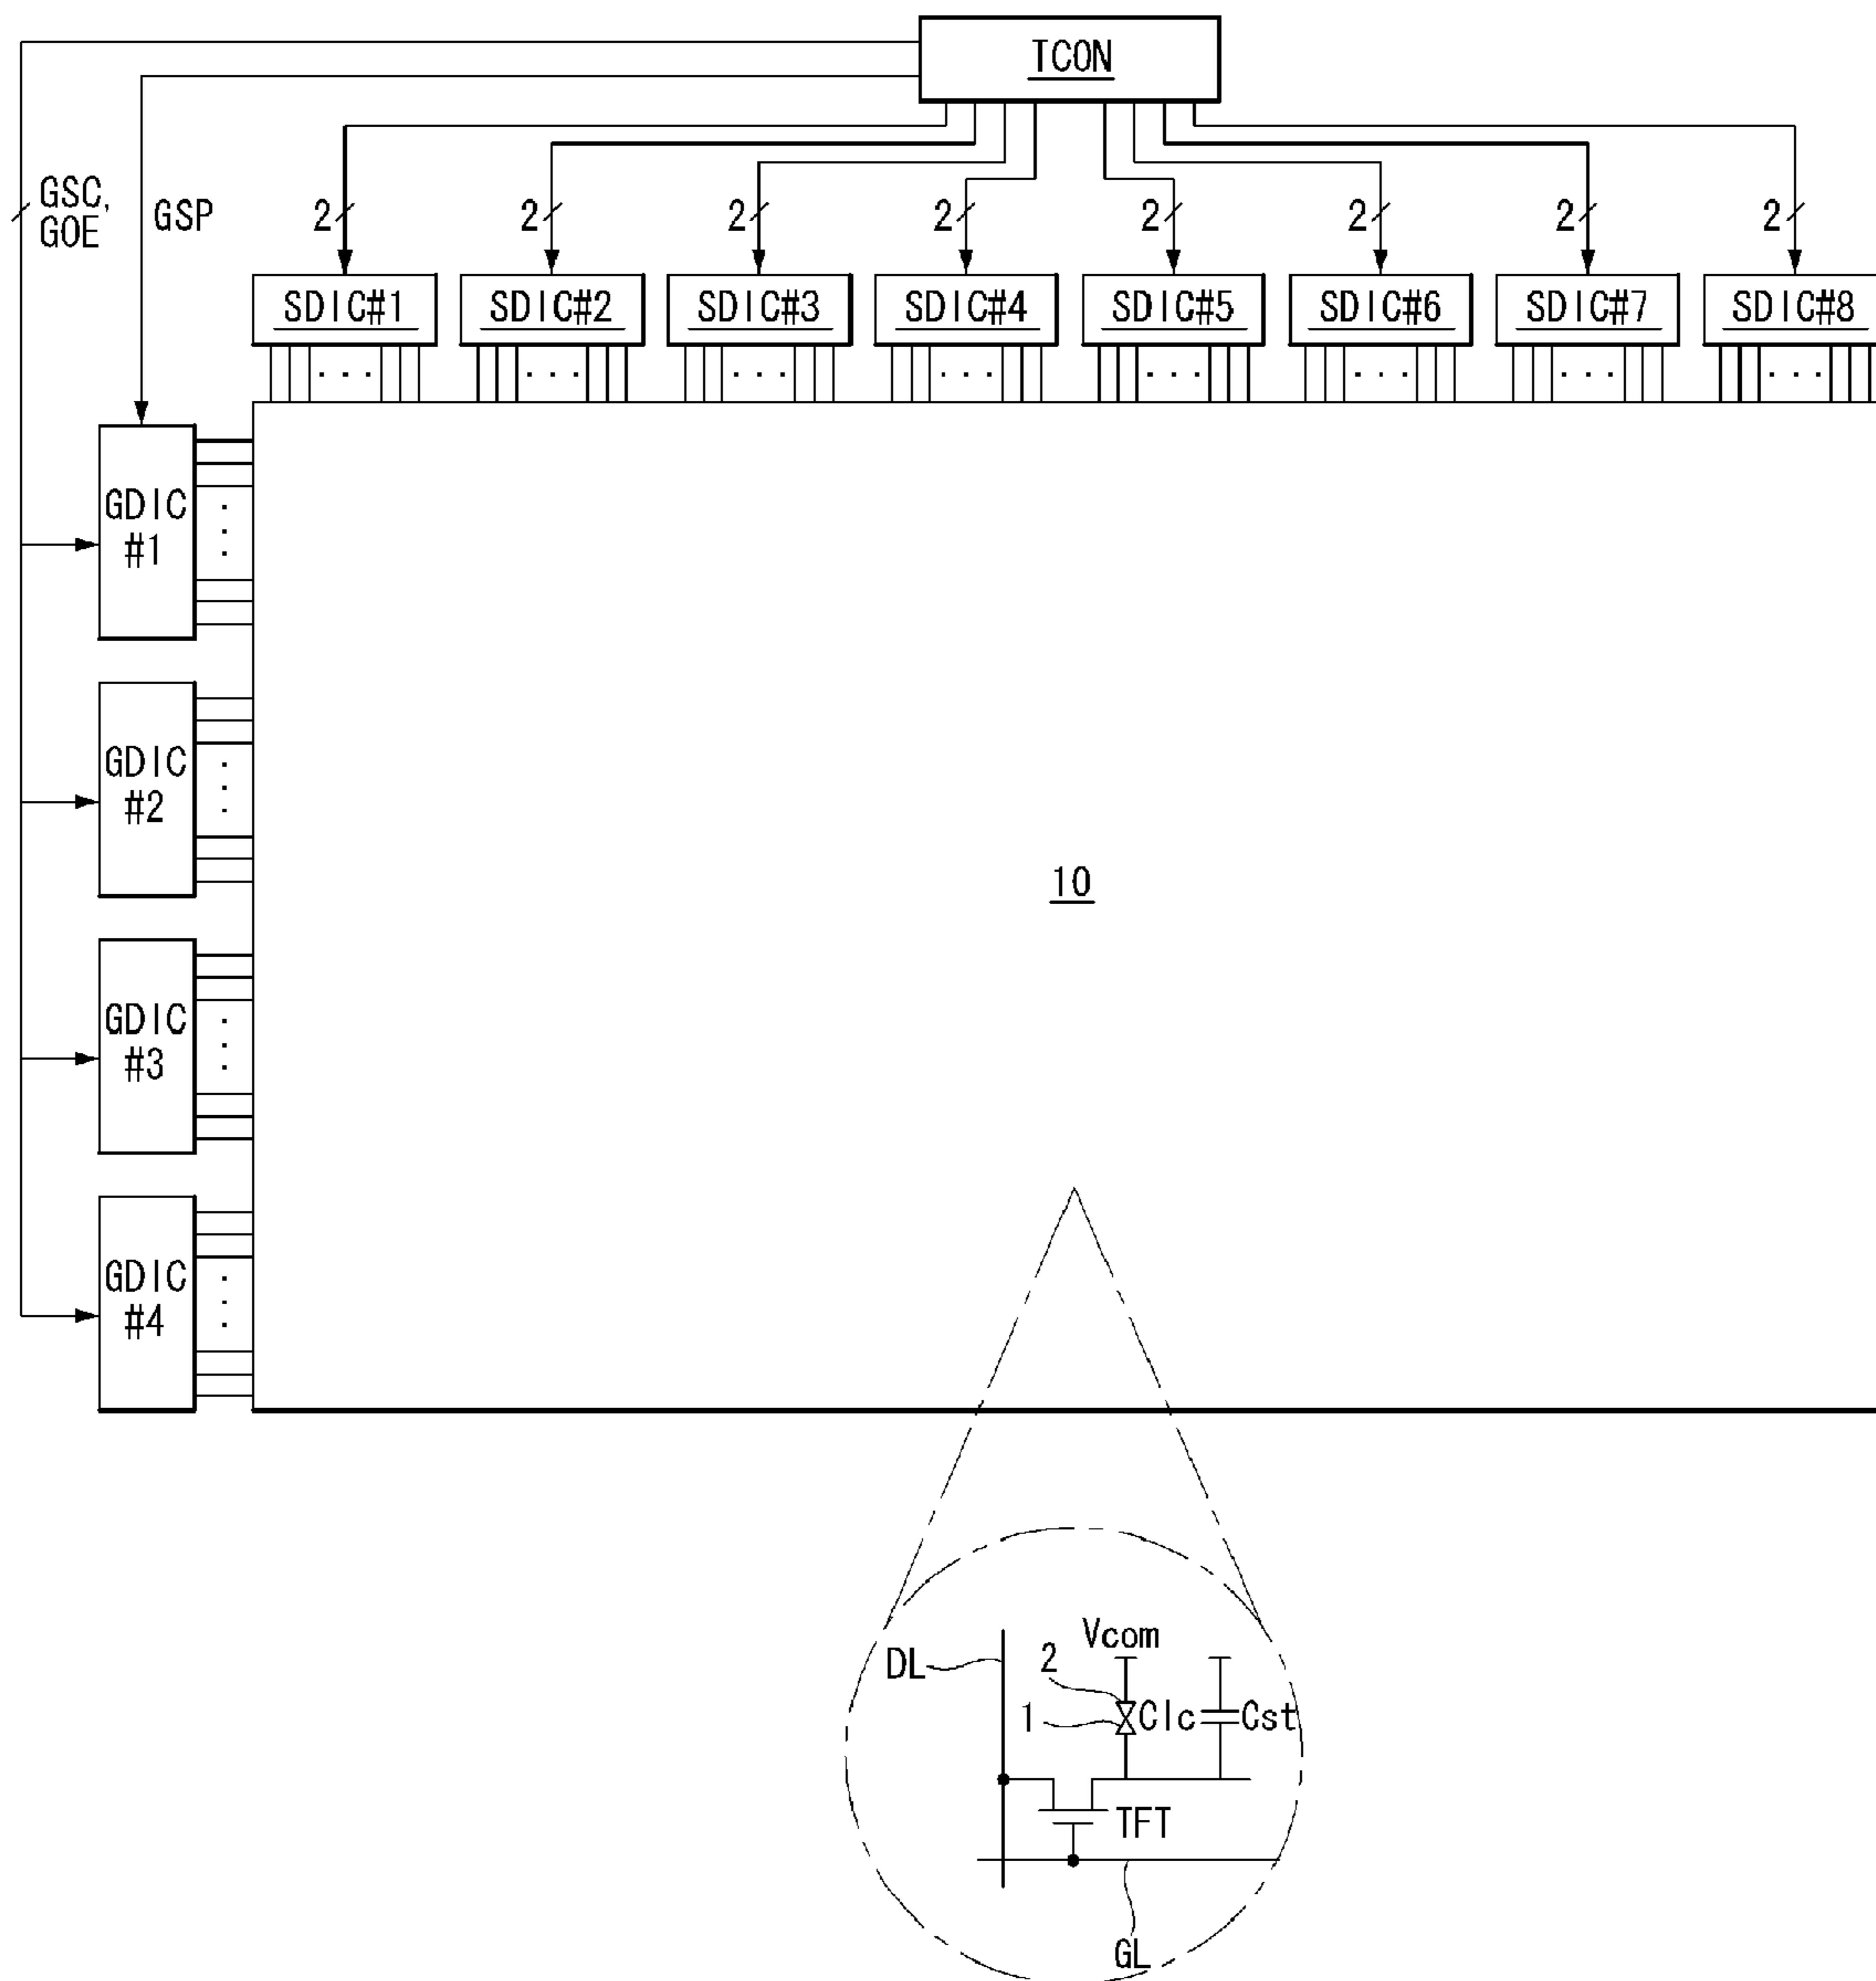 TCON
GSC,
GOE
GSP
2
2
2
2
2
2
2
2
SDIC#1
SDIC#2
SDIC#3
SDIC#4
SDIC#5
SDIC#6
SDIC#7
SDIC#8
GDIC
#1
GDIC
#2
10
GDIC
#3
GDIC
#4
Vcom
DL
2
1
Clc
Cst
TFT
GL